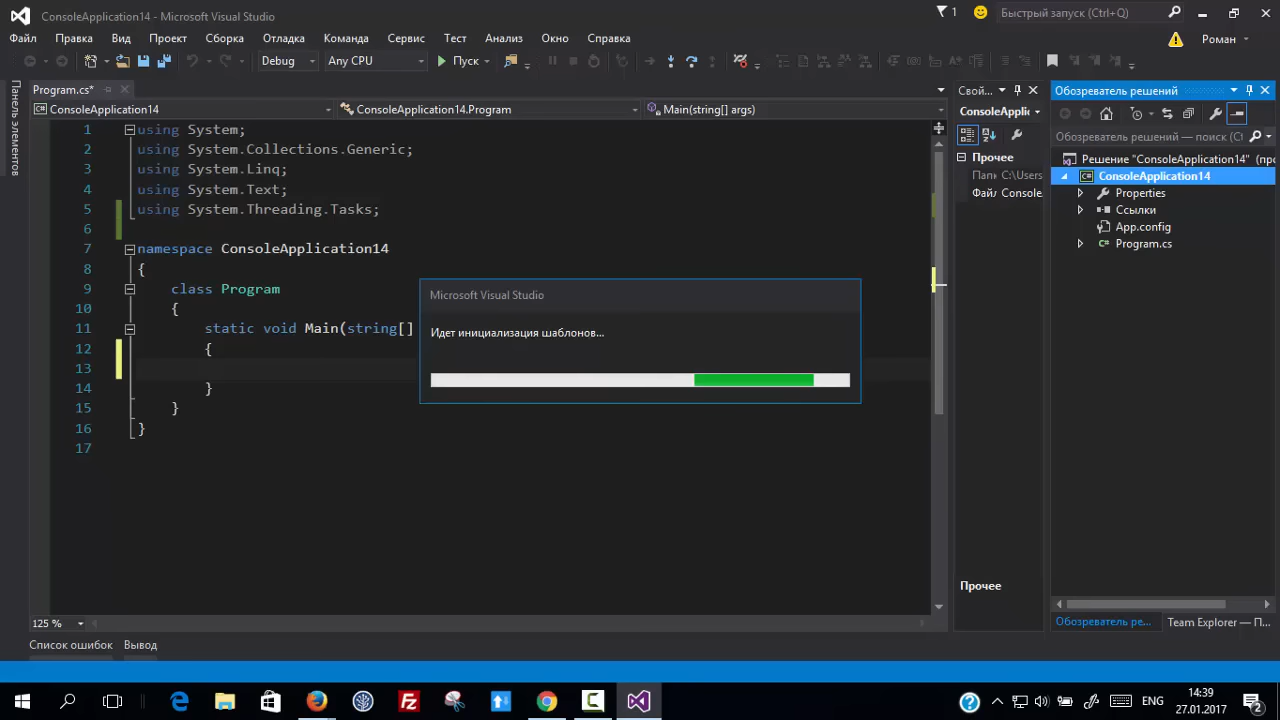 ConsoleApplication14 - Microsoft Visual Studio
1
Быстрый запуск (Ctrl+Q)
Файл Правка Вид Проект Сборка Отладка Команда Сервис Тест Анализ Окно Справка
Роман
Debug Any CPU Пуск
Панель элементов
Program.cs*
ConsoleApplication14 ConsoleApplication14.Program Main(string[] args)
1 using System;
2 using System.Collections.Generic;
3 using System.Linq;
4 using System.Text;
5 using System.Threading.Tasks;
6
7 namespace ConsoleApplication14
8 {
9 class Program
10 {
11 static void Main(string[]
12 {
13
14 }
15 }
16 }
17
Microsoft Visual Studio
Идет инициализация шаблонов...
125 %
Список ошибок Вывод
Свой...
ConsoleAppli
Прочее
Папк C:\Users
Файл Console
Прочее
Обозреватель решений
Обозреватель решений — поиск (Ct
Решение "ConsoleApplication14" (прo
ConsoleApplication14
Properties
Ссылки
App.config
Program.cs
Обозреватель ре... Team Explorer — П...
ENG
14:39
27.01.2017
2